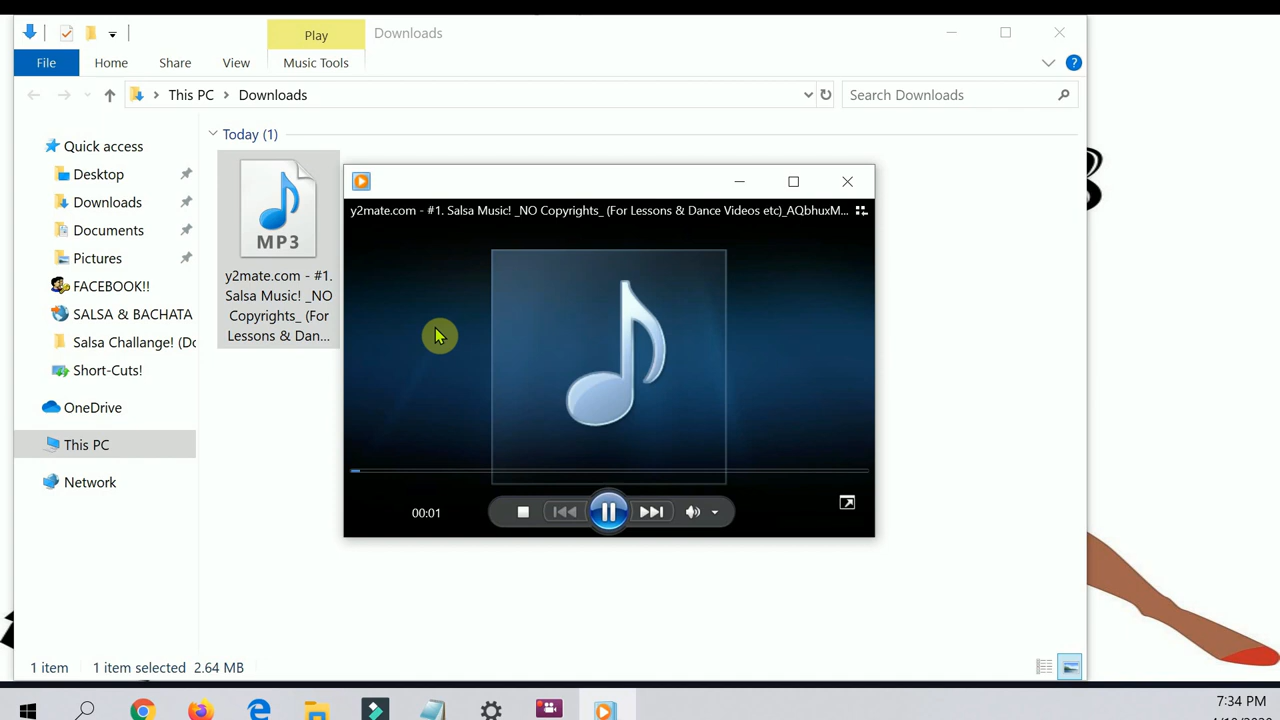 Play
Downloads
File
Home
Share
View
Music Tools
This PC
Downloads
Search Downloads
Quick access
Desktop
Downloads
Documents
Pictures
FACEBOOK!!
SALSA & BACHATA
Salsa Challange! (Do
Short-Cuts!
OneDrive
This PC
Network
Today (1)
MP3
y2mate.com - #1.
Salsa Music! _NO
Copyrights_ (For
Lessons & Dan...
y2mate.com - #1. Salsa Music! _NO Copyrights_ (For Lessons & Dance Videos etc)_AQbhuxM...
00:01
1 item
1 item selected 2.64 MB
7:34 PM